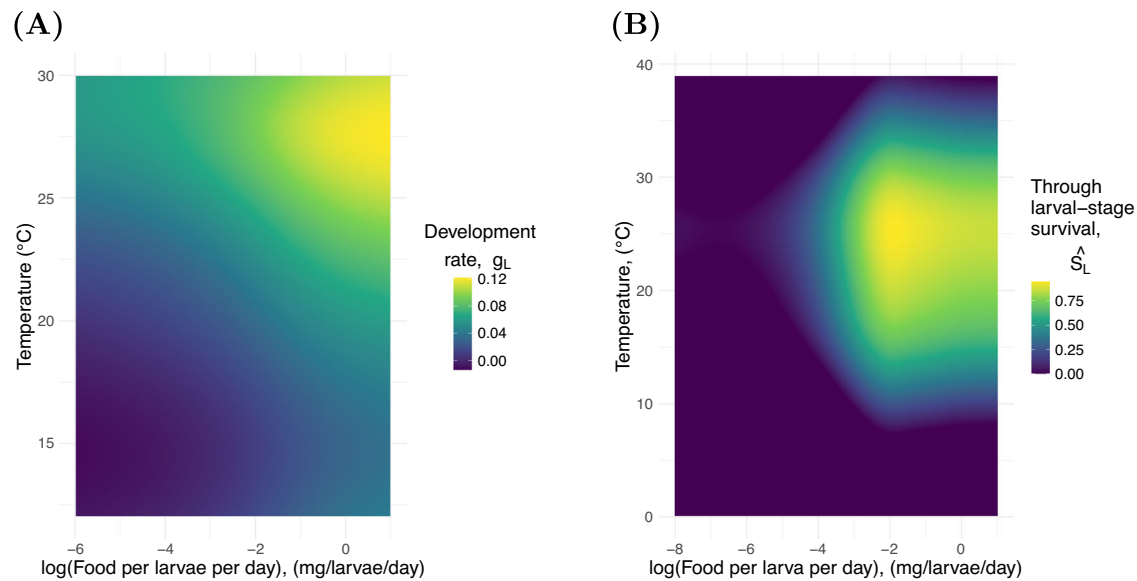 (A)
30
25
20
15
Temperature (°C)
−6
−4
−2
0
log(Food per larvae per day), (mg/larvae/day)
Development
rate, g_L
0.12
0.08
0.04
0.00
(B)
40
30
20
10
0
Temperature, (°C)
−8
−6
−4
−2
0
log(Food per larva per day), (mg/larvae/day)
Through
larval−stage
survival,
Ŝ_L
0.75
0.50
0.25
0.00